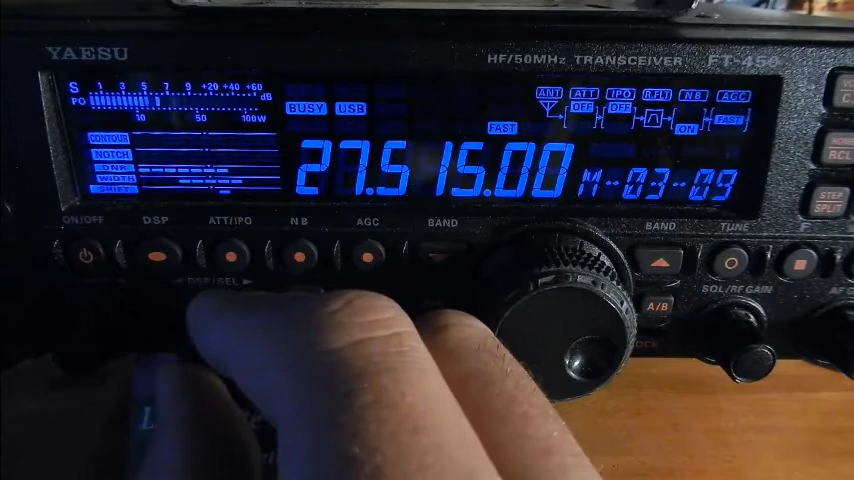 YAESU
HF/50MHz TRANSCEIVER FT-450
S 1 3 5 7 9 +20 +40 +60 dB
PO 10 50 100W
BUSY USB
ANT ATT IPO R.FLT NB AGC
OFF OFF ON FAST
FAST
CONTOUR
NOTCH
DNR
WIDTH
SHIFT
27.515.00
M-03-09
ON/OFF DSP ATT/IPO NB AGC BAND BAND TUNE F
◄ DSP/SEL ►
A/B
SQL/RF GAIN
HOME
RCL
STEP
SPLIT